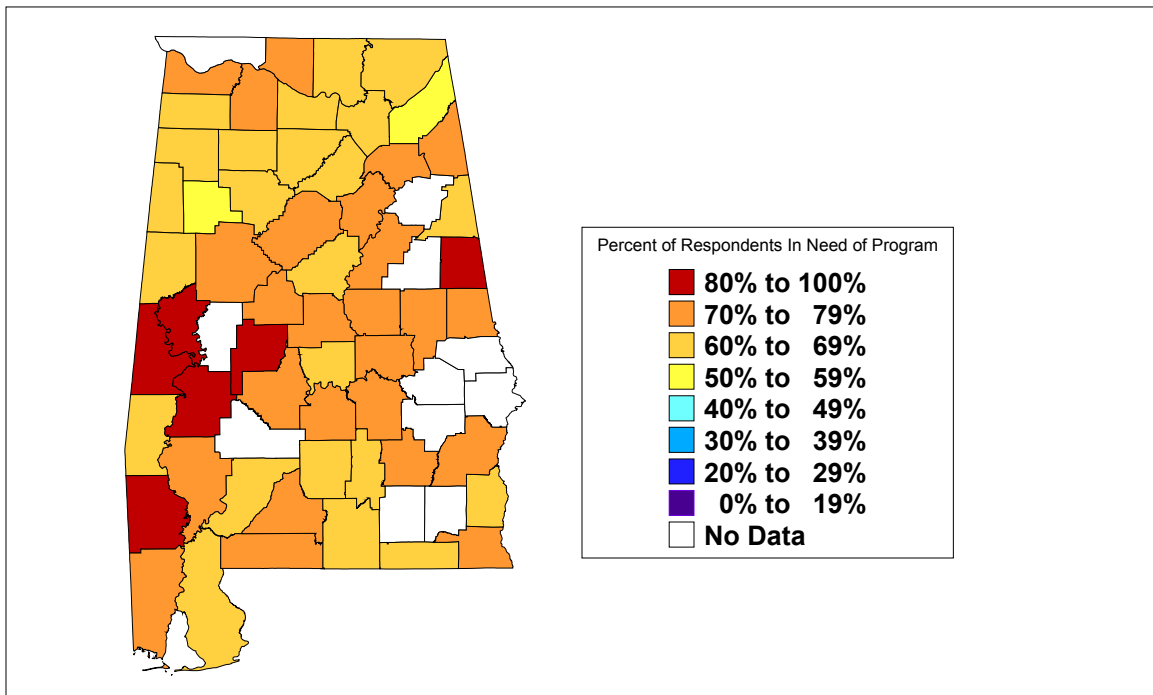 Percent of Respondents In Need of Program
80% to 100%
70% to 79%
60% to 69%
50% to 59%
40% to 49%
30% to 39%
20% to 29%
0% to 19%
No Data